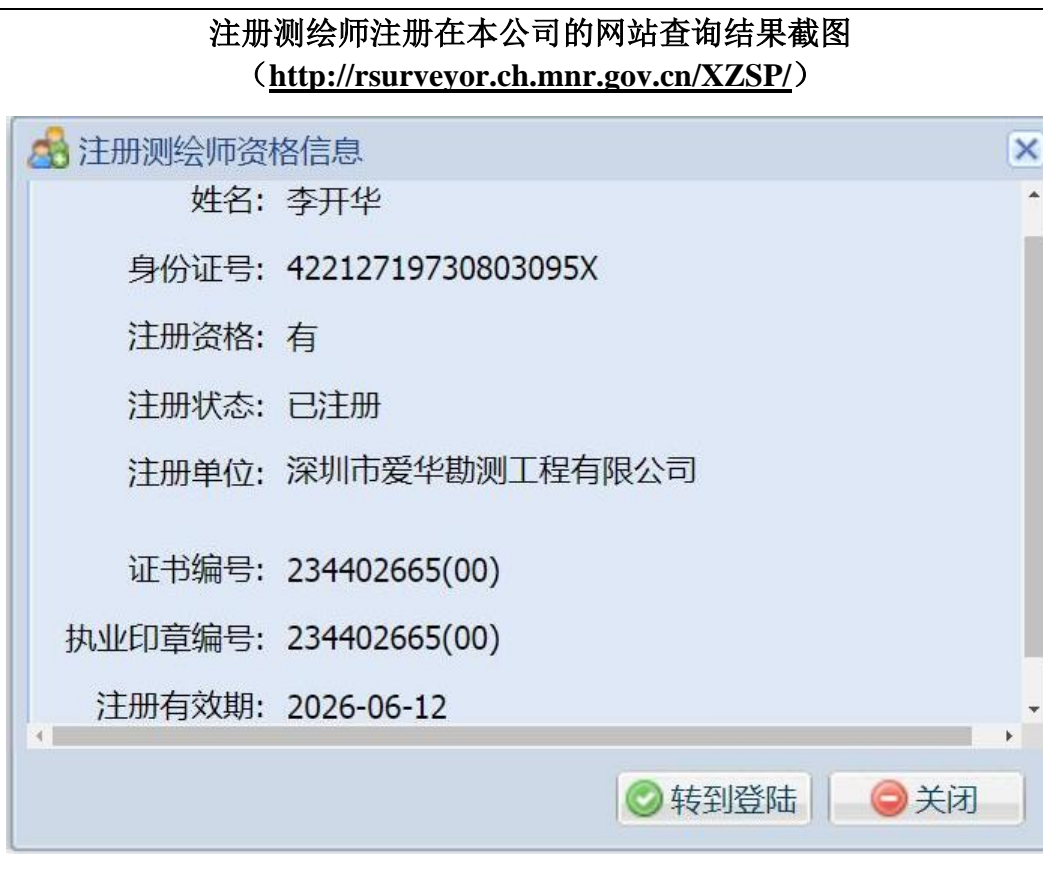 注册测绘师注册在本公司的网站查询结果截图
（http://rsurveyor.ch.mnr.gov.cn/XZSP/）
注册测绘师资格信息
姓名: 李开华
身份证号: 42212719730803095X
注册资格: 有
注册状态: 已注册
注册单位: 深圳市爱华勘测工程有限公司
证书编号: 234402665(00)
执业印章编号: 234402665(00)
注册有效期: 2026-06-12
转到登陆 关闭